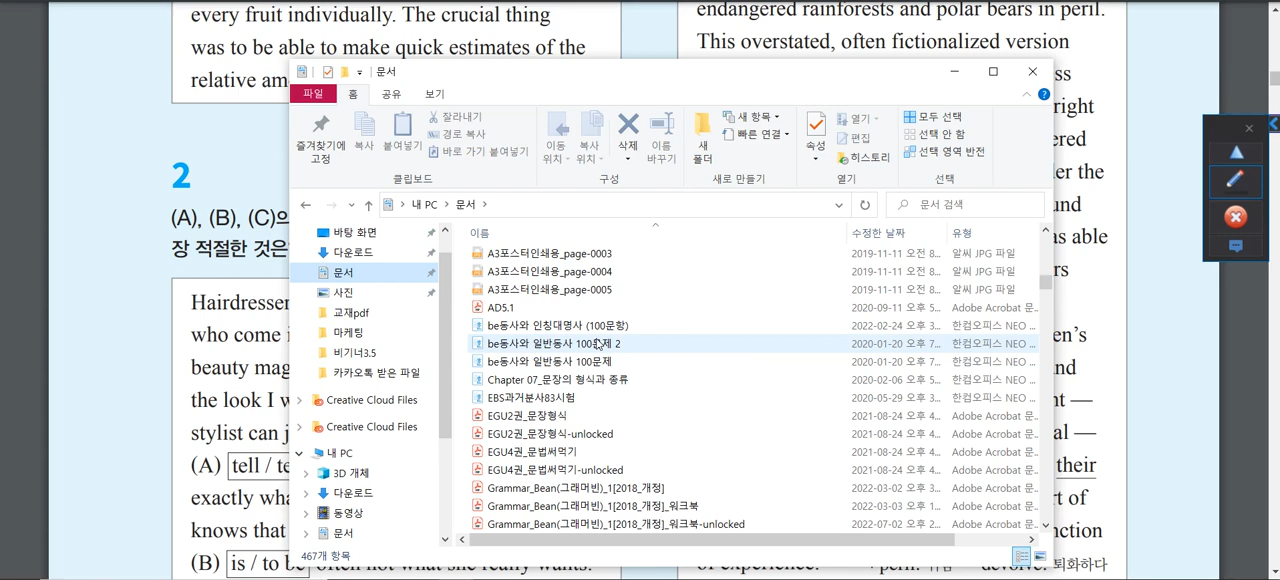 every fruit individually. The crucial thing
was to be able to make quick estimates of the
relative am
endangered rainforests and polar bears in peril.
This overstated, often fictionalized version
ss
right
ered
er the
und
as able
rs
2
(A), (B), (C)의
장 적절한 것은
Hairdresser
who come i
beauty mag
the look I w
stylist can j
(A) tell / te
exactly wha
knows that
(B) is / to be often not what she really wants.
en's
nd
nt —
al —
their
rt of
nction
of experience.
devolve: 퇴화하다
문서
파일 홈 공유 보기
즐겨찾기에 고정
복사
붙여넣기
잘라내기
경로 복사
바로 가기 붙여넣기
클립보드
이동 위치
복사 위치
삭제
이름 바꾸기
구성
새 폴더
새 항목
빠른 연결
새로 만들기
속성
열기
편집
히스토리
열기
모두 선택
선택 안 함
선택 영역 반전
선택
내 PC 문서
문서 검색
바탕 화면
다운로드
문서
사진
교재pdf
마케팅
비기너3.5
카카오톡 받은 파일
Creative Cloud Files
Creative Cloud Files
내 PC
3D 개체
다운로드
동영상
문서
이름 수정한 날짜 유형
A3포스터인쇄용_page-0003 2019-11-11 오전 8... 알씨 JPG 파일
A3포스터인쇄용_page-0004 2019-11-11 오전 8... 알씨 JPG 파일
A3포스터인쇄용_page-0005 2019-11-11 오전 8... 알씨 JPG 파일
AD5.1 2020-09-11 오후 4... Adobe Acrobat 문...
be동사와 인칭대명사 (100문항) 2022-02-24 오후 3... 한컴오피스 NEO ...
be동사와 일반동사 100문제 2 2020-01-20 오후 7... 한컴오피스 NEO ...
be동사와 일반동사 100문제 2020-01-20 오후 7... 한컴오피스 NEO ...
Chapter 07_문장의 형식과 종류 2020-02-06 오후 5... 한컴오피스 NEO ...
EBS과거분사83시험 2020-05-29 오후 3... 한컴오피스 NEO ...
EGU2권_문장형식 2021-08-24 오후 4... Adobe Acrobat 문...
EGU2권_문장형식-unlocked 2021-08-24 오후 4... Adobe Acrobat 문...
EGU4권_문법써먹기 2021-08-24 오후 4... Adobe Acrobat 문...
EGU4권_문법써먹기-unlocked 2021-08-24 오후 4... Adobe Acrobat 문...
Grammar_Bean(그래머빈)_1[2018_개정] 2022-03-02 오후 3... Adobe Acrobat 문...
Grammar_Bean(그래머빈)_1[2018_개정]_워크북 2022-03-03 오후 1... Adobe Acrobat 문...
Grammar_Bean(그래머빈)_1[2018_개정]_워크북-unlocked 2022-07-02 오후 2... Adobe Acrobat 문...
467개 항목